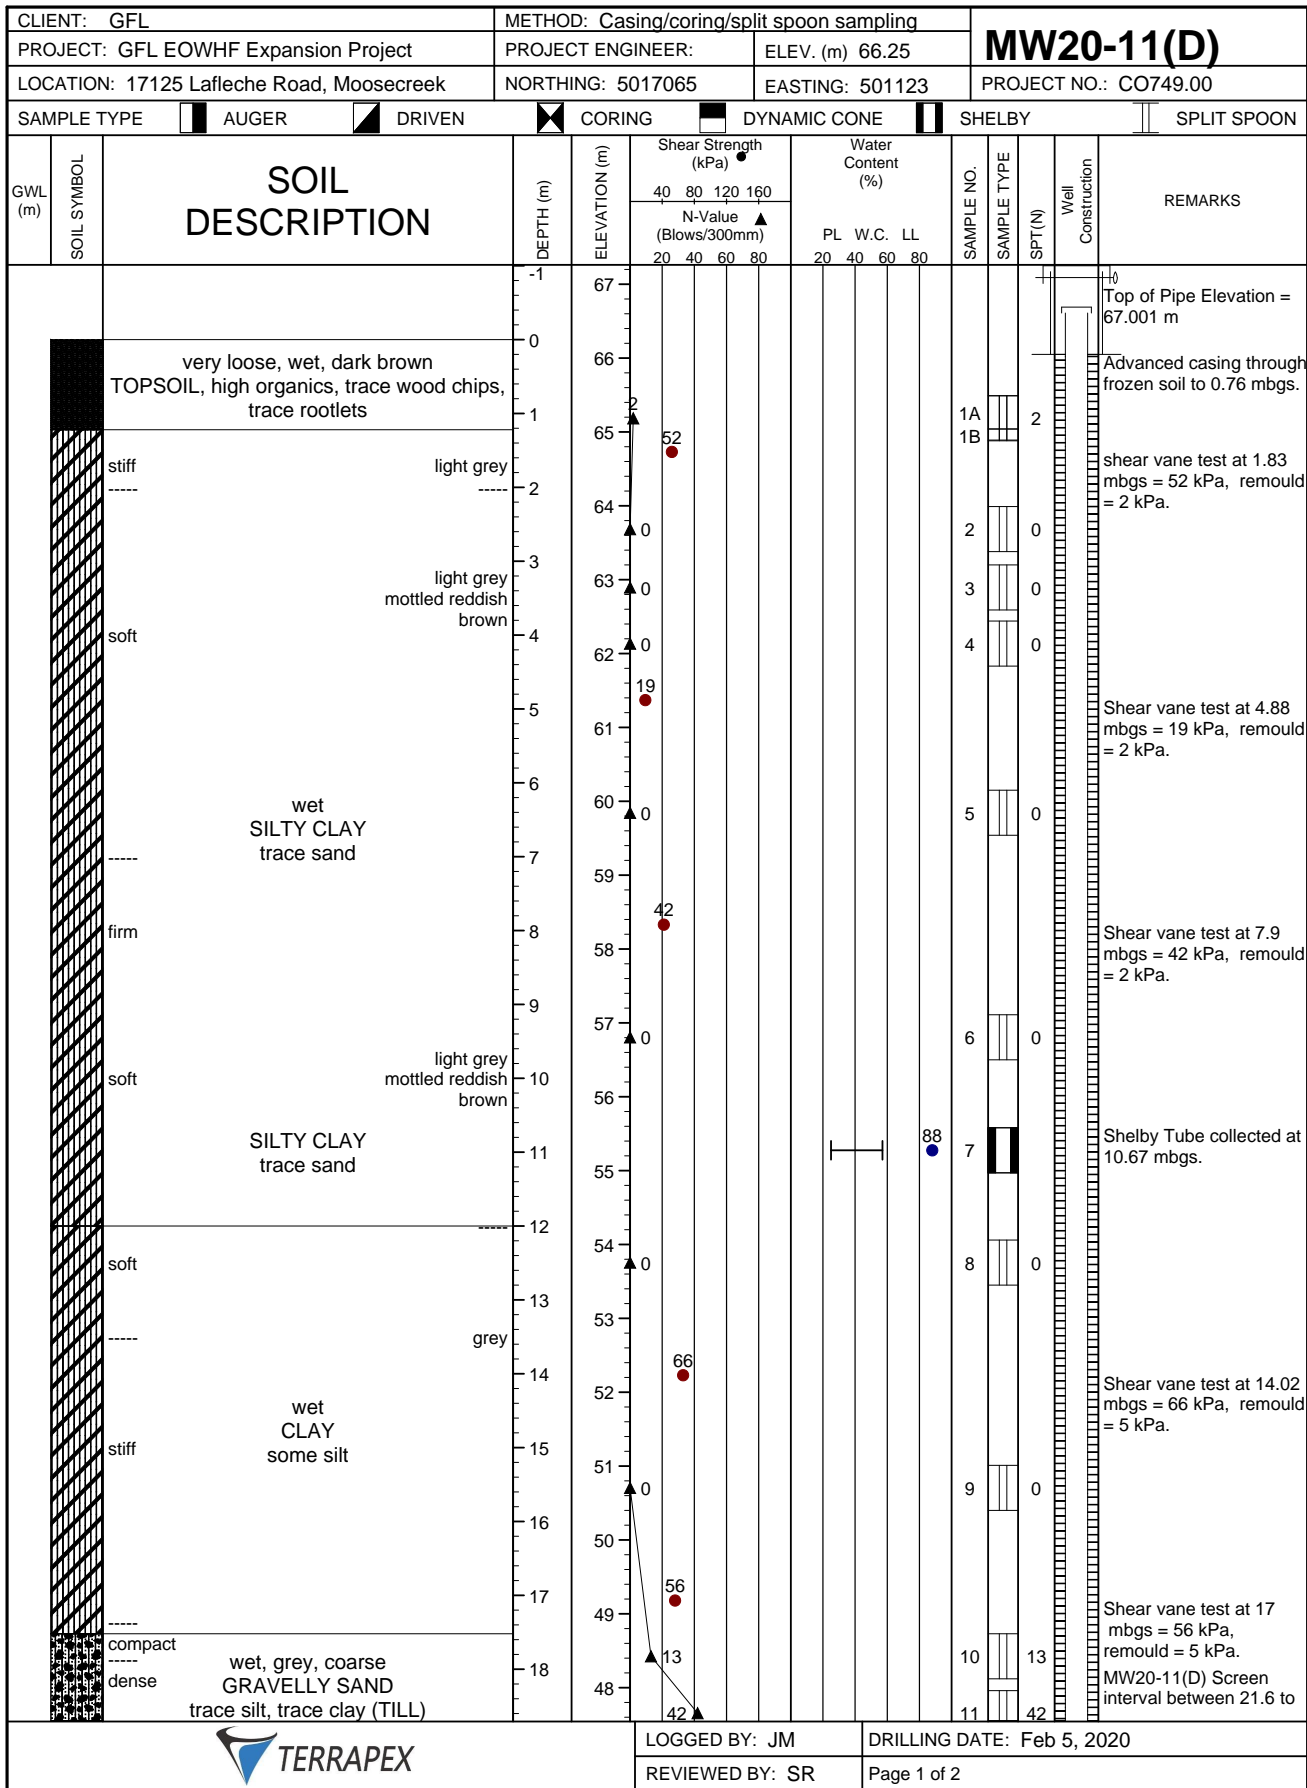 CLIENT: GFL
METHOD: Casing/coring/split spoon sampling
MW20-11(D)
PROJECT: GFL EOWHF Expansion Project
PROJECT ENGINEER:
ELEV. (m) 66.25
LOCATION: 17125 Lafleche Road, Moosecreek
NORTHING: 5017065
EASTING: 501123
PROJECT NO.: CO749.00
SAMPLE TYPE AUGER DRIVEN CORING DYNAMIC CONE SHELBY SPLIT SPOON
GWL
(m)
SOIL SYMBOL
SOIL
DESCRIPTION
DEPTH (m)
ELEVATION (m)
Shear Strength
(kPa)
40 80 120 160
N-Value
(Blows/300mm)
20 40 60 80
Water
Content
(%)
PL W.C. LL
20 40 60 80
SAMPLE NO.
SAMPLE TYPE
SPT(N)
Well
Construction
REMARKS
very loose, wet, dark brown
TOPSOIL, high organics, trace wood chips,
trace rootlets
stiff
-----
light grey
-----
light grey
mottled reddish
brown
soft
wet
SILTY CLAY
trace sand
-----
firm
light grey
mottled reddish
brown
soft
SILTY CLAY
trace sand
-----
soft
-----
grey
wet
CLAY
some silt
stiff
-----
compact
-----
dense
wet, grey, coarse
GRAVELLY SAND
trace silt, trace clay (TILL)
-1
0
1
2
3
4
5
6
7
8
9
10
11
12
13
14
15
16
17
18
67
66
65
64
63
62
61
60
59
58
57
56
55
54
53
52
51
50
49
48
2
52
0
0
0
19
0
42
0
88
0
66
0
56
13
42
1A
1B
2
3
4
5
6
7
8
9
10
11
2
0
0
0
0
0
0
0
13
42
Top of Pipe Elevation =
67.001 m
Advanced casing through
frozen soil to 0.76 mbgs.
shear vane test at 1.83
mbgs = 52 kPa, remould
= 2 kPa.
Shear vane test at 4.88
mbgs = 19 kPa, remould
= 2 kPa.
Shear vane test at 7.9
mbgs = 42 kPa, remould
= 2 kPa.
Shelby Tube collected at
10.67 mbgs.
Shear vane test at 14.02
mbgs = 66 kPa, remould
= 5 kPa.
Shear vane test at 17
mbgs = 56 kPa,
remould = 5 kPa.
MW20-11(D) Screen
interval between 21.6 to
TERRAPEX
LOGGED BY: JM
DRILLING DATE: Feb 5, 2020
REVIEWED BY: SR
Page 1 of 2